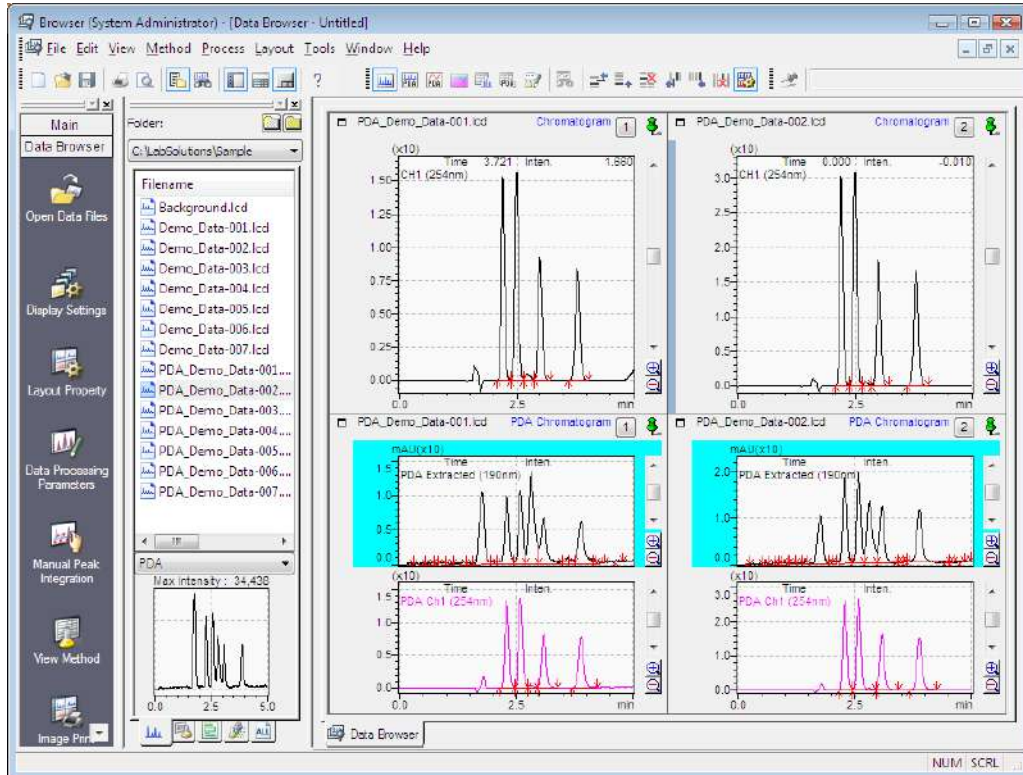 Browser (System Administrator) - [Data Browser - Untitled]
File Edit View Method Process Layout Tools Window Help
Main
Data Browser
Open Data Files
Display Settings
Layout Property
Data Processing
Parameters
Manual Peak
Integration
View Method
Image Print
Folder:
C:\LabSolutions\Sample
Filename
Background.lcd
Demo_Data-001.lcd
Demo_Data-002.lcd
Demo_Data-003.lcd
Demo_Data-004.lcd
Demo_Data-005.lcd
Demo_Data-006.lcd
Demo_Data-007.lcd
PDA_Demo_Data-001....
PDA_Demo_Data-002....
PDA_Demo_Data-003....
PDA_Demo_Data-004....
PDA_Demo_Data-005....
PDA_Demo_Data-006....
PDA_Demo_Data-007....
PDA
Max intensity : 34,438
0.0 2.5 5.0
ALL
PDA_Demo_Data-001.lcd Chromatogram 1
(x10)
Time 3.721 Inten. 1.660
CH1 (254nm)
1.50
1.25
1.00
0.75
0.50
0.25
0.00
0.0 2.5 min
PDA_Demo_Data-002.lcd Chromatogram 2
(x10)
Time 0.000 Inten. -0.010
CH1 (254nm)
3.0
2.5
2.0
1.5
1.0
0.5
0.0
0.0 2.5 min
PDA_Demo_Data-001.lcd PDA Chromatogram 1
mAU(x10)
Time Inten.
1.5
PDA Extracted (190nm)
1.0
0.5
0.0
(x10)
Time Inten.
1.5
PDA Ch1 (254nm)
1.0
0.5
0.0
0.0 2.5 min
PDA_Demo_Data-002.lcd PDA Chromatogram 2
mAU(x10)
Time Inten.
2.0
PDA Extracted (190nm)
1.0
0.0
(x10)
Time Inten.
3.0
PDA Ch1 (254nm)
2.0
1.0
0.0
0.0 2.5 min
Data Browser
NUM SCRL